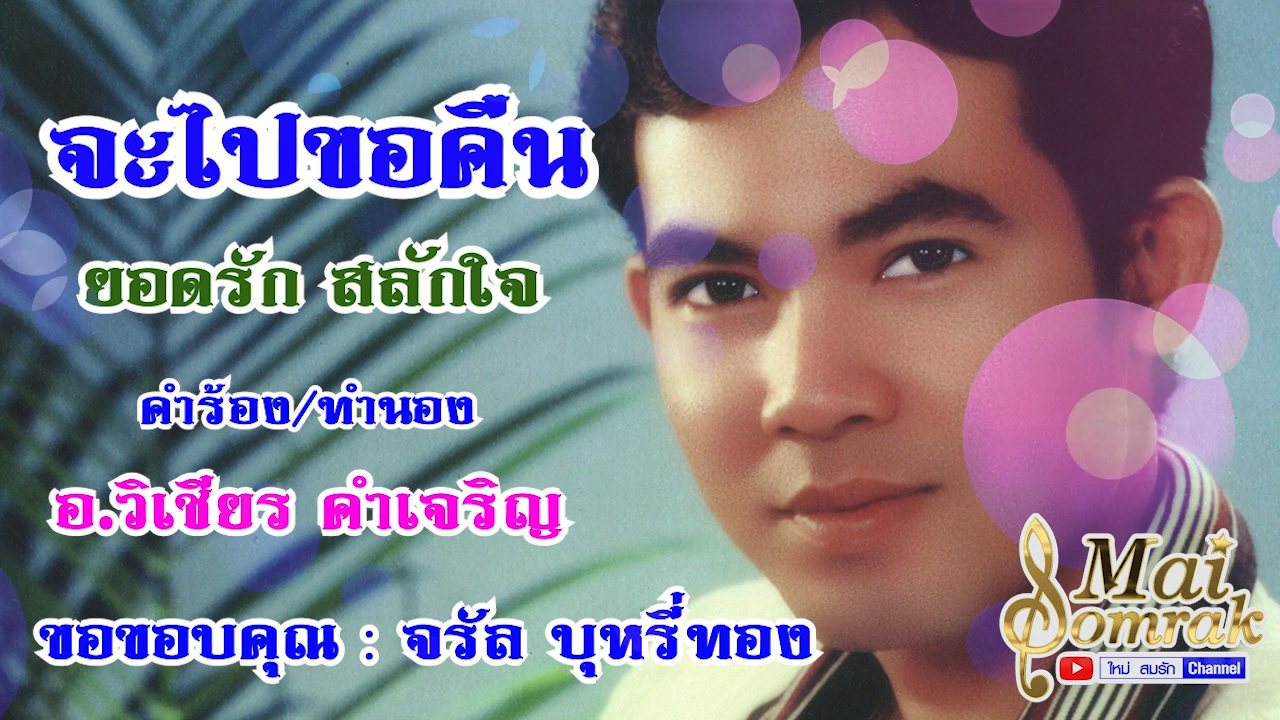 จะไปขอคืน
ยอดรัก สลักใจ
คำร้อง/ทำนอง
อ.วิเชียร คำเจริญ
ขอขอบคุณ : จรัล บุหรี่ทอง
Mai
Somrak
ใหม่ สมรัก Channel